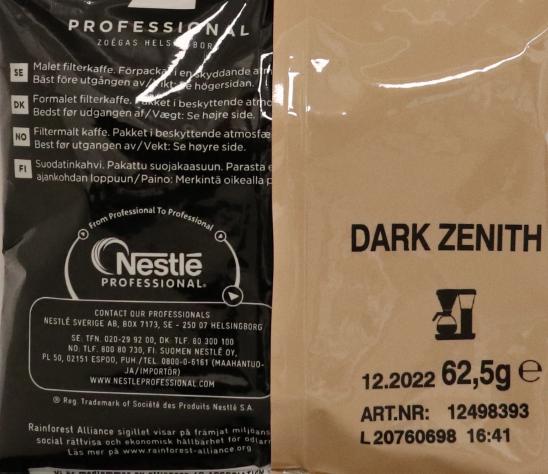 PROFESSIONAL
ZOÉGAS HELSINGBORG
SE Malet filterkaffe. Förpackat i en skyddande atm
Bäst före utgången av/Vikt: Se högersidan.
DK Formalet filterkaffe. Pakket i beskyttende atmo
Bedst før udgangen af/Vægt: Se højre side.
NO Filtermalt kaffe. Pakket i beskyttende atmosfæ
Best før utgangen av/Vekt: Se høyre side.
FI Suodatinkahvi. Pakattu suojakaasuun. Parasta e
ajankohdan loppuun/Paino: Merkintä oikealla p
From Professional To Professional
Nestlé
PROFESSIONAL®
CONTACT OUR PROFESSIONALS
NESTLÉ SVERIGE AB, BOX 7173, SE - 250 07 HELSINGBORG
SE: TFN. 020-29 92 00, DK: TLF. 80 300 100
NO: TLF. 800 80 730, FI: SUOMEN NESTLÉ OY,
PL 50, 02151 ESPOO, PUH./TEL. 0800-0-6161 (MAAHANTUO-
JA/IMPORTÖR)
WWW.NESTLEPROFESSIONAL.COM
® Reg. Trademark of Société des Produits Nestlé S.A.
Rainforest Alliance sigillet visar på främjat miljöans
social rättvisa och ekonomisk hållbarhet för odlarn
Läs mer på www.rainforest-alliance.org
DARK ZENITH
12.2022 62,5g e
ART.NR: 12498393
L20760698 16:41